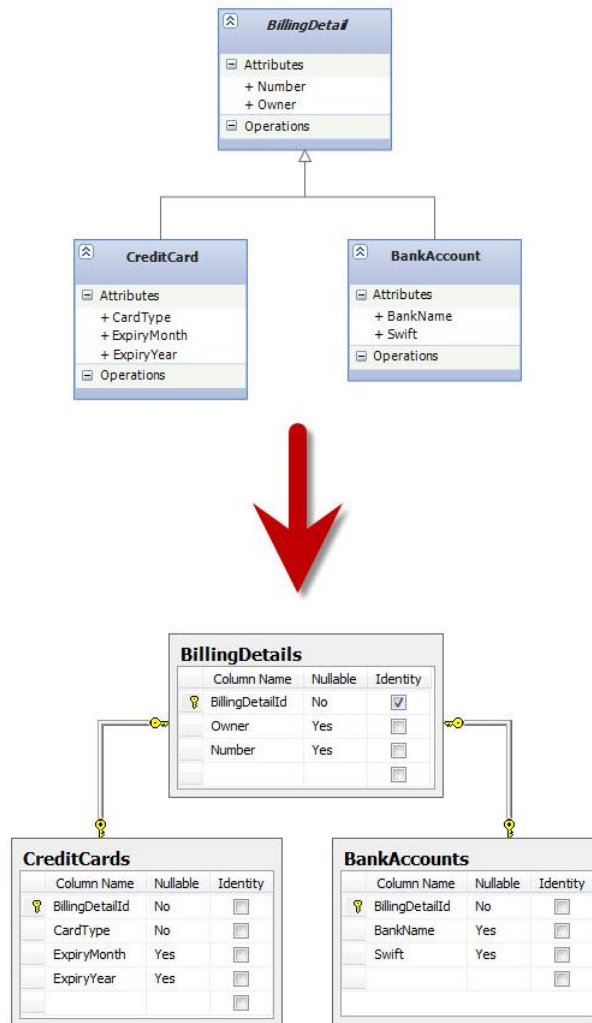 BillingDetail
Attributes
+ Number
+ Owner
Operations
CreditCard
Attributes
+ CardType
+ ExpiryMonth
+ ExpiryYear
Operations
BankAccount
Attributes
+ BankName
+ Swift
Operations
BillingDetails
Column Name Nullable Identity
BillingDetailId No
Owner Yes
Number Yes
CreditCards
Column Name Nullable Identity
BillingDetailId No
CardType No
ExpiryMonth Yes
ExpiryYear Yes
BankAccounts
Column Name Nullable Identity
BillingDetailId No
BankName Yes
Swift Yes